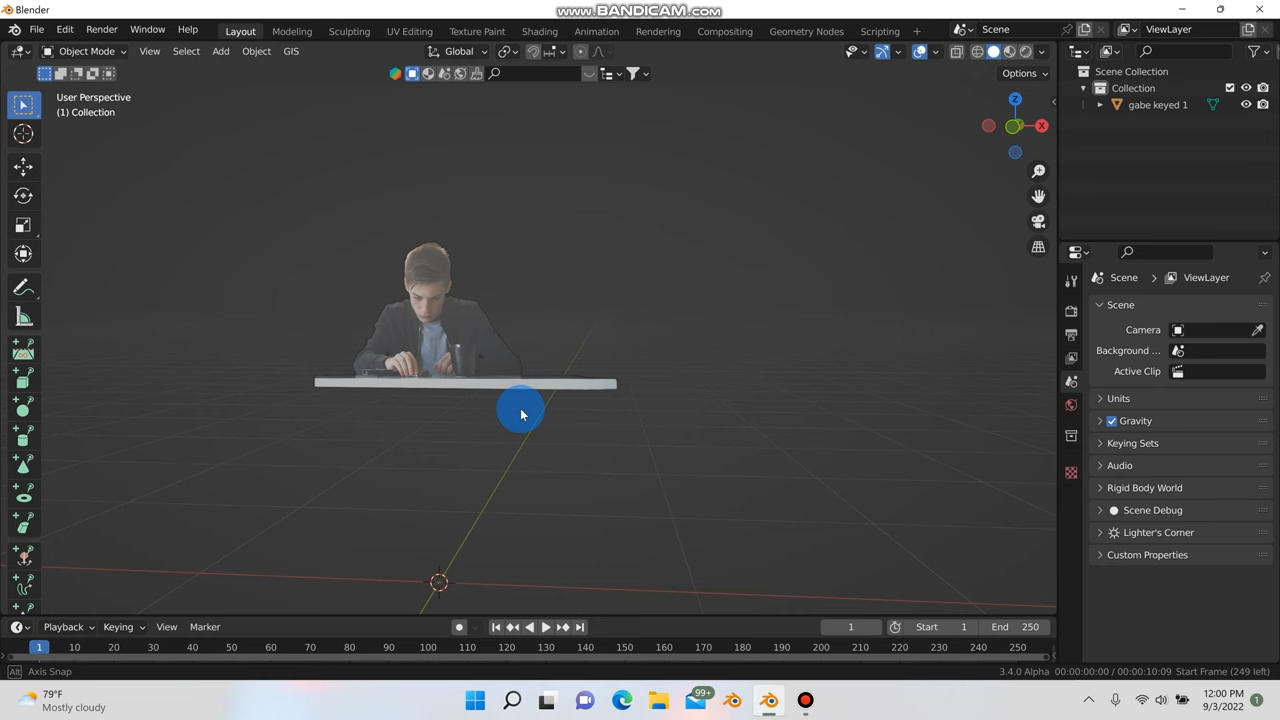 Blender
www.BANDICAM.com
File Edit Render Window Help Layout Modeling Sculpting UV Editing Texture Paint Shading Animation Rendering Compositing Geometry Nodes Scripting + Scene ViewLayer
Object Mode View Select Add Object GIS Global
Options
User Perspective
(1) Collection
Z
X
Scene Collection
Collection
gabe keyed 1
Scene > ViewLayer
Scene
Camera
Background ...
Active Clip
Units
Gravity
Keying Sets
Audio
Rigid Body World
Scene Debug
Lighter's Corner
Custom Properties
Playback Keying View Marker 1 Start 1 End 250
1 10 20 30 40 50 60 70 80 90 100 110 120 130 140 150 160 170 180 190 200 210 220 230 240 250
Alt Axis Snap 3.4.0 Alpha 00:00:00:00 / 00:00:10:09 Start Frame (249 left)
79°F
Mostly cloudy
99+
12:00 PM
9/3/2022
1